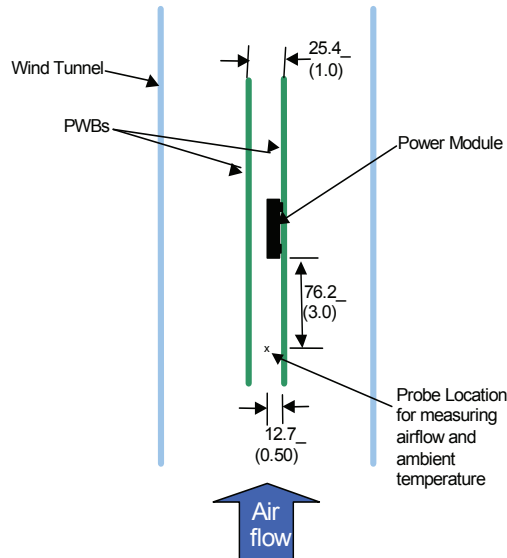 25.4_
(1.0)
Wind Tunnel
PWBs
Power Module
76.2_
(3.0)
x
Probe Location
for measuring
airflow and
ambient
temperature
12.7_
(0.50)
Air
flow